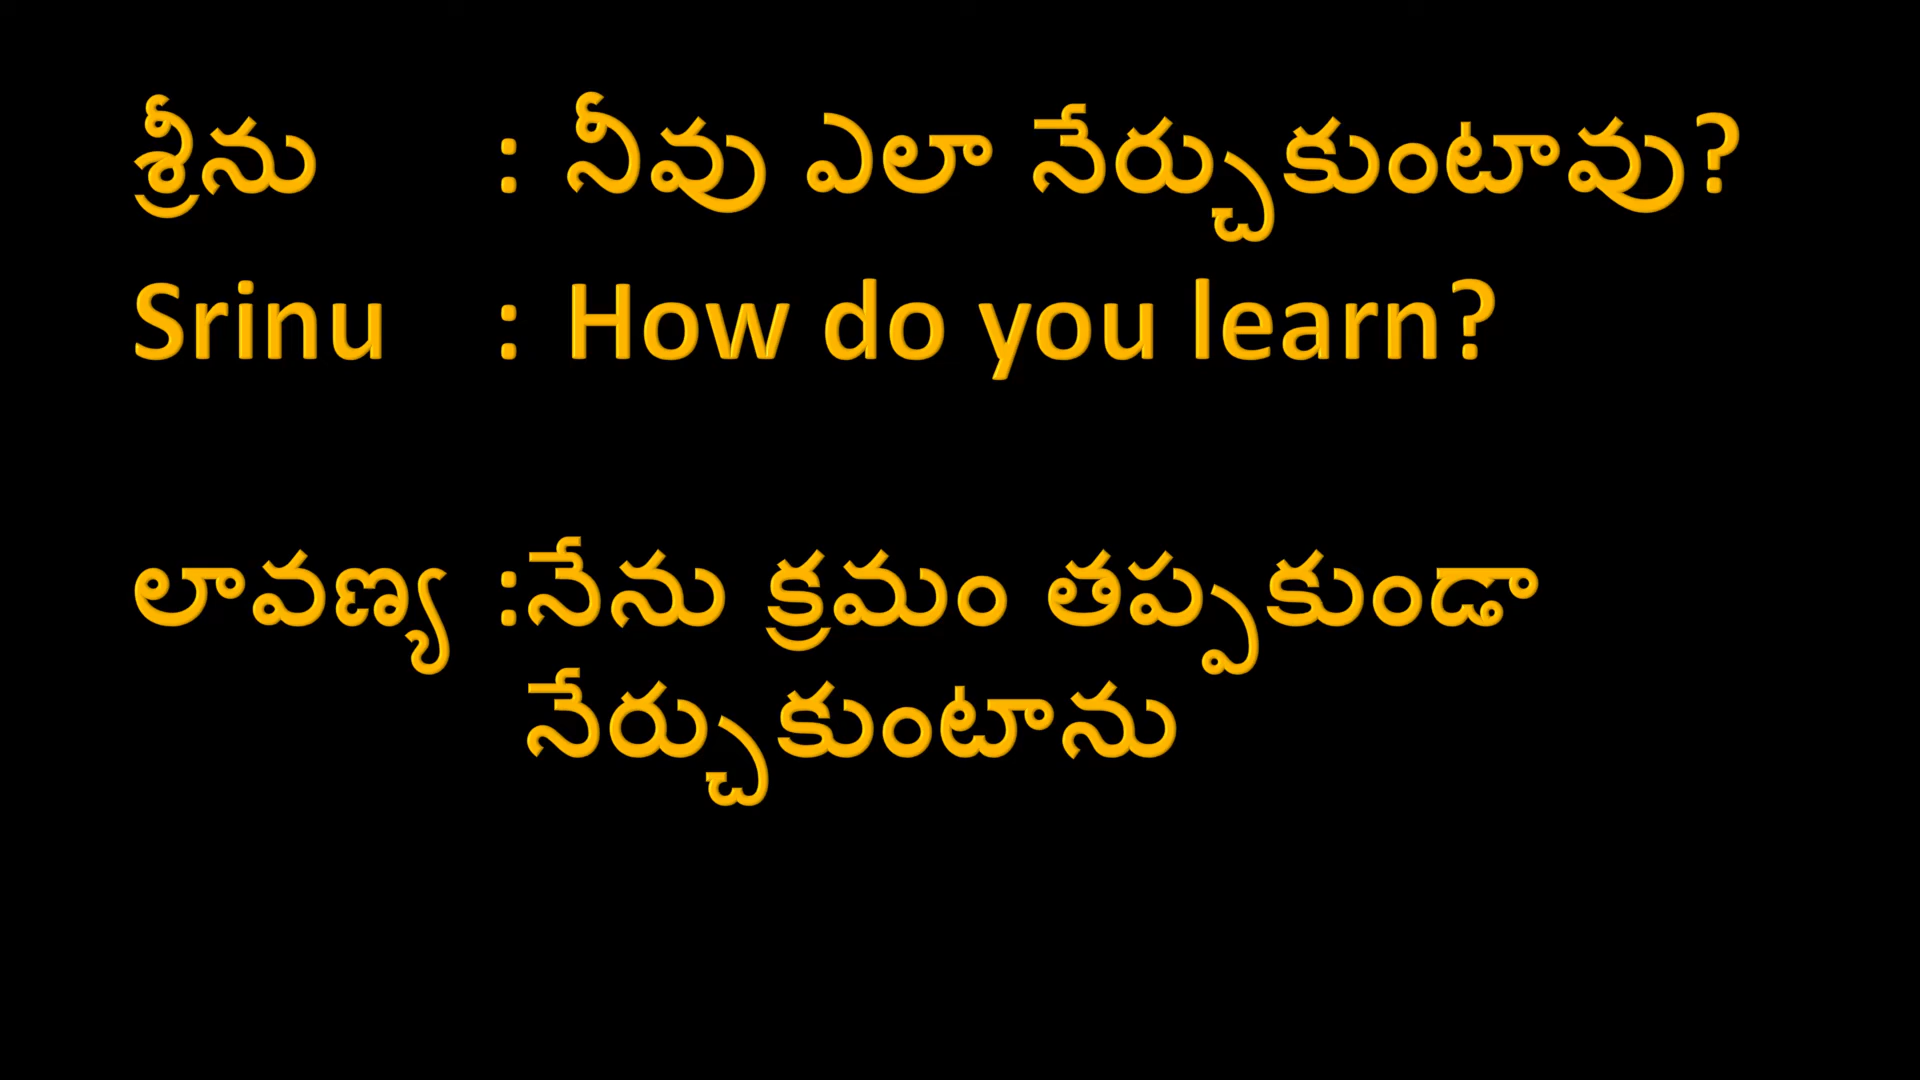 శ్రీను : నీవు ఎలా నేర్చుకుంటావు?
Srinu : How do you learn?
లావణ్య :నేను క్రమం తప్పకుండా
నేర్చుకుంటాను